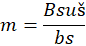 m = Bsuš / bs